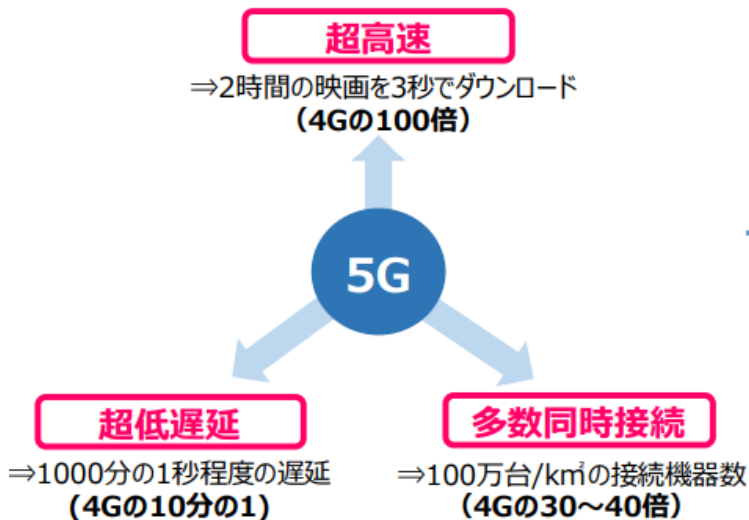 超高速
⇒2時間の映画を3秒でダウンロード
（4Gの100倍）
5G
超低遅延
⇒1000分の1秒程度の遅延
(4Gの10分の1)
多数同時接続
⇒100万台/k㎡の接続機器数
（4Gの30～40倍）